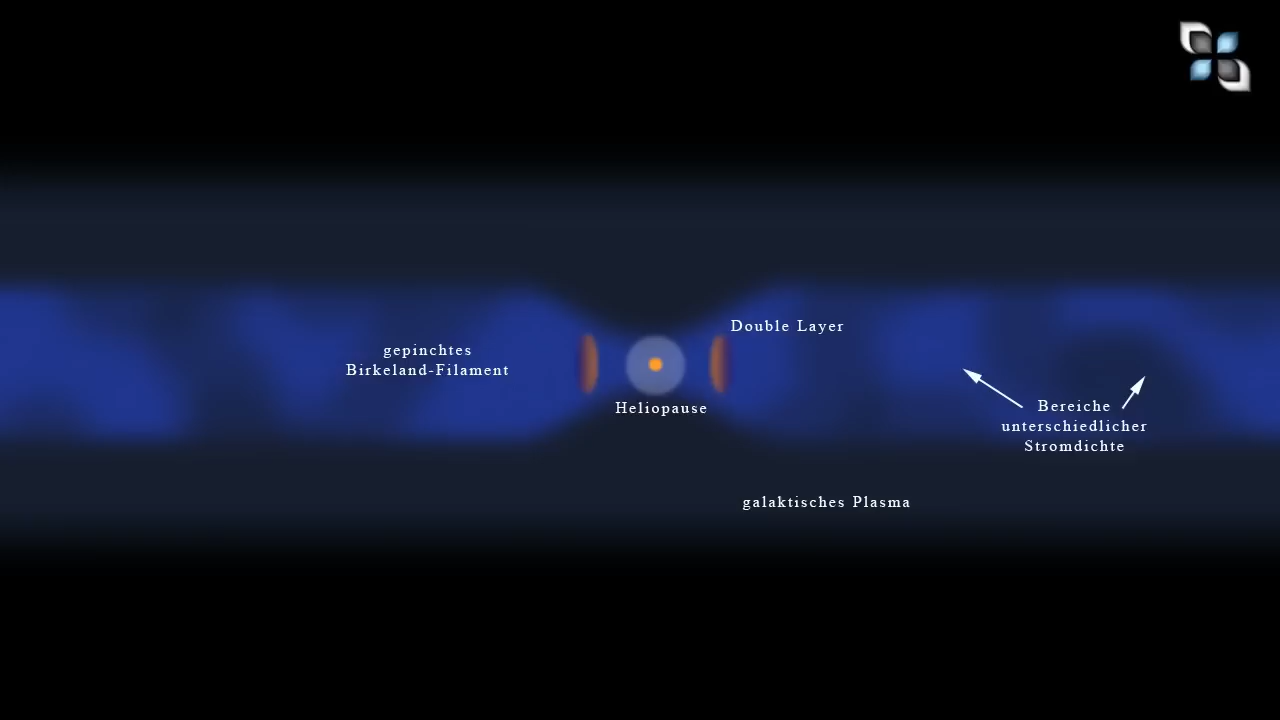 Double Layer
gepinchtes
Birkeland-Filament
Heliopause
Bereiche
unterschiedlicher
Stromdichte
galaktisches Plasma